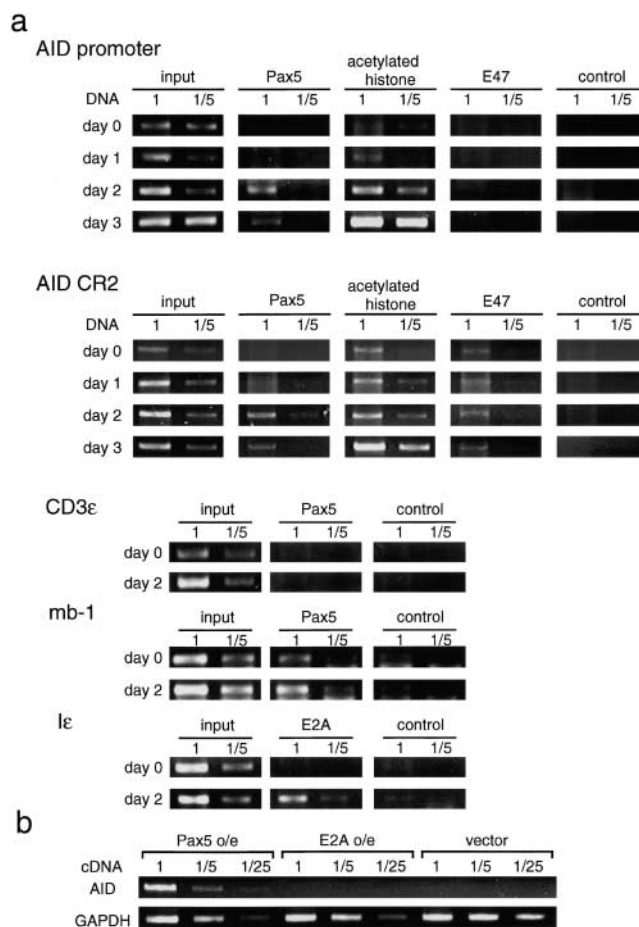 a
AID promoter
input Pax5 acetylated histone E47 control
DNA 1 1/5 1 1/5 1 1/5 1 1/5 1 1/5
day 0
day 1
day 2
day 3
AID CR2
input Pax5 acetylated histone E47 control
DNA 1 1/5 1 1/5 1 1/5 1 1/5 1 1/5
day 0
day 1
day 2
day 3
CD3ε
input Pax5 control
1 1/5 1 1/5 1 1/5
day 0
day 2
mb-1
input Pax5 control
1 1/5 1 1/5 1 1/5
day 0
day 2
Iε
input E2A control
1 1/5 1 1/5 1 1/5
day 0
day 2
b
Pax5 o/e E2A o/e vector
cDNA 1 1/5 1/25 1 1/5 1/25 1 1/5 1/25
AID
GAPDH